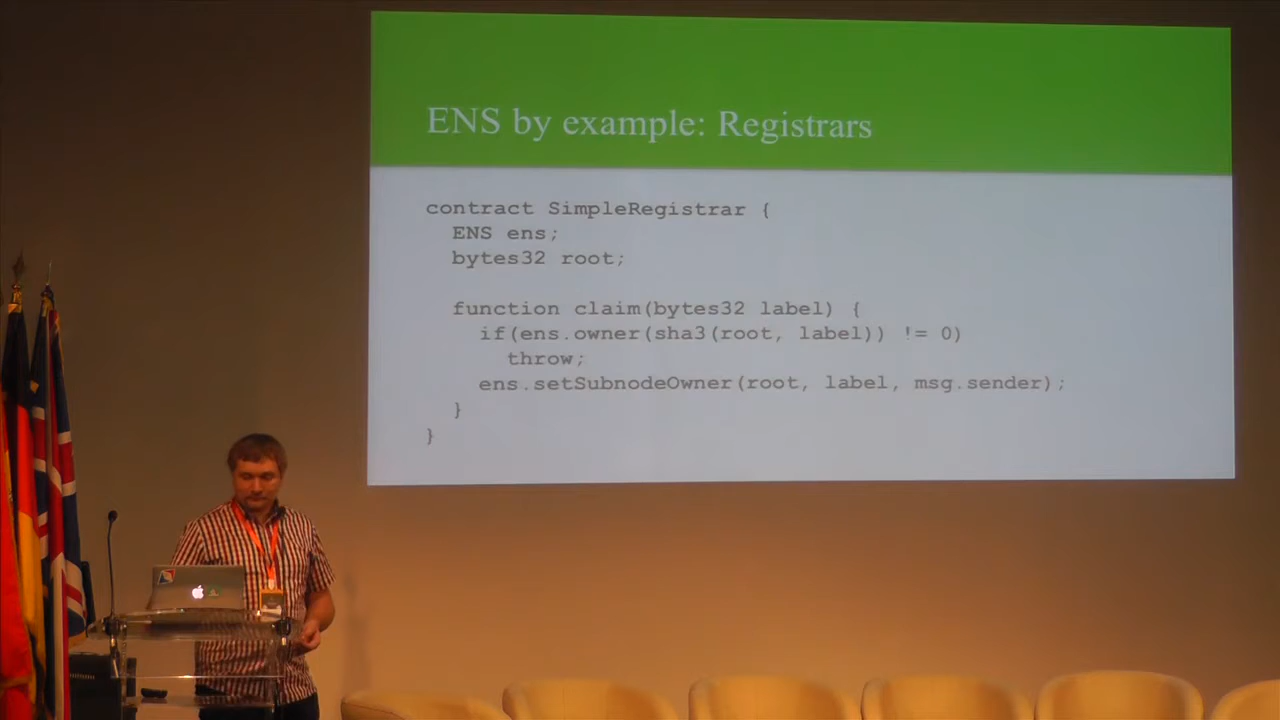 ENS by example: Registrars
contract SimpleRegistrar {
ENS ens;
bytes32 root;
function claim(bytes32 label) {
if(ens.owner(sha3(root, label)) != 0)
throw;
ens.setSubnodeOwner(root, label, msg.sender);
}
}